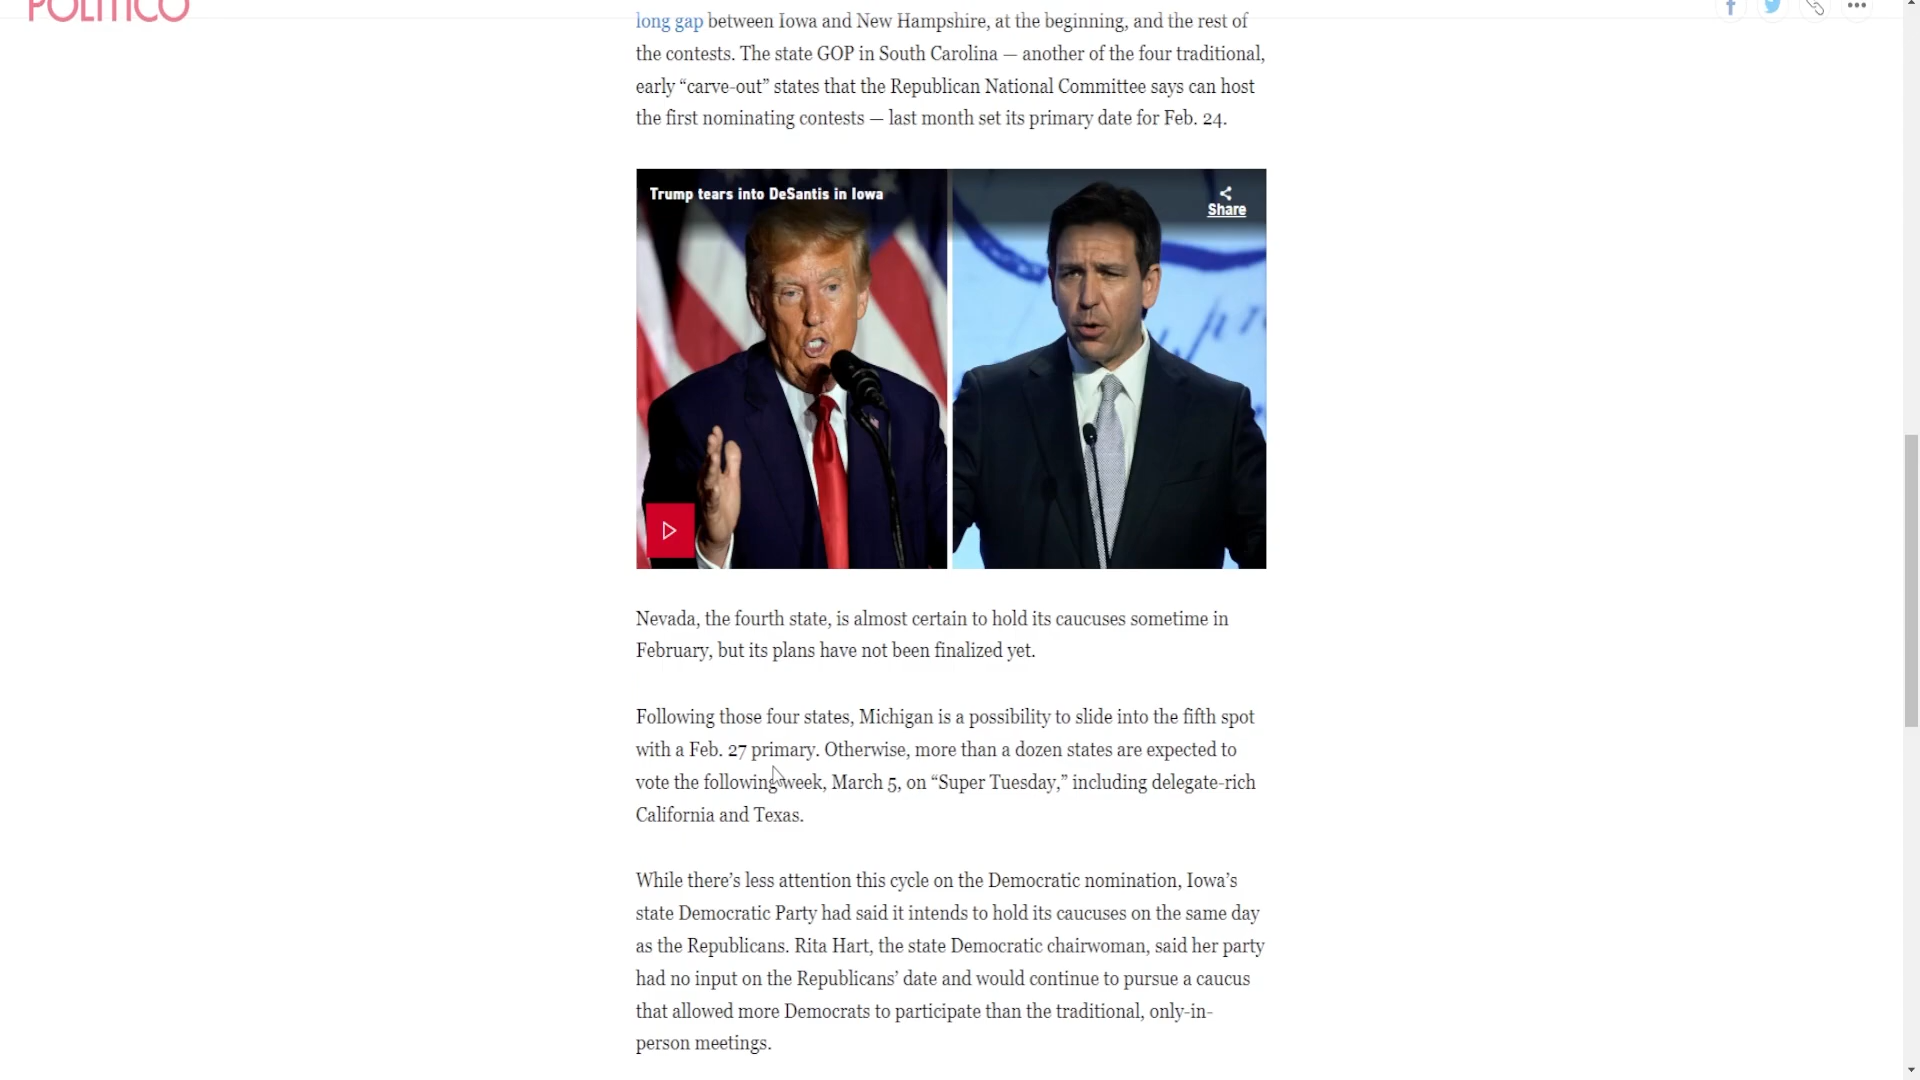 POLITICO
long gap between Iowa and New Hampshire, at the beginning, and the rest of
the contests. The state GOP in South Carolina — another of the four traditional,
early “carve-out” states that the Republican National Committee says can host
the first nominating contests — last month set its primary date for Feb. 24.
Trump tears into DeSantis in Iowa
Share
Nevada, the fourth state, is almost certain to hold its caucuses sometime in
February, but its plans have not been finalized yet.
Following those four states, Michigan is a possibility to slide into the fifth spot
with a Feb. 27 primary. Otherwise, more than a dozen states are expected to
vote the following week, March 5, on “Super Tuesday,” including delegate-rich
California and Texas.
While there’s less attention this cycle on the Democratic nomination, Iowa’s
state Democratic Party had said it intends to hold its caucuses on the same day
as the Republicans. Rita Hart, the state Democratic chairwoman, said her party
had no input on the Republicans’ date and would continue to pursue a caucus
that allowed more Democrats to participate than the traditional, only-in-
person meetings.